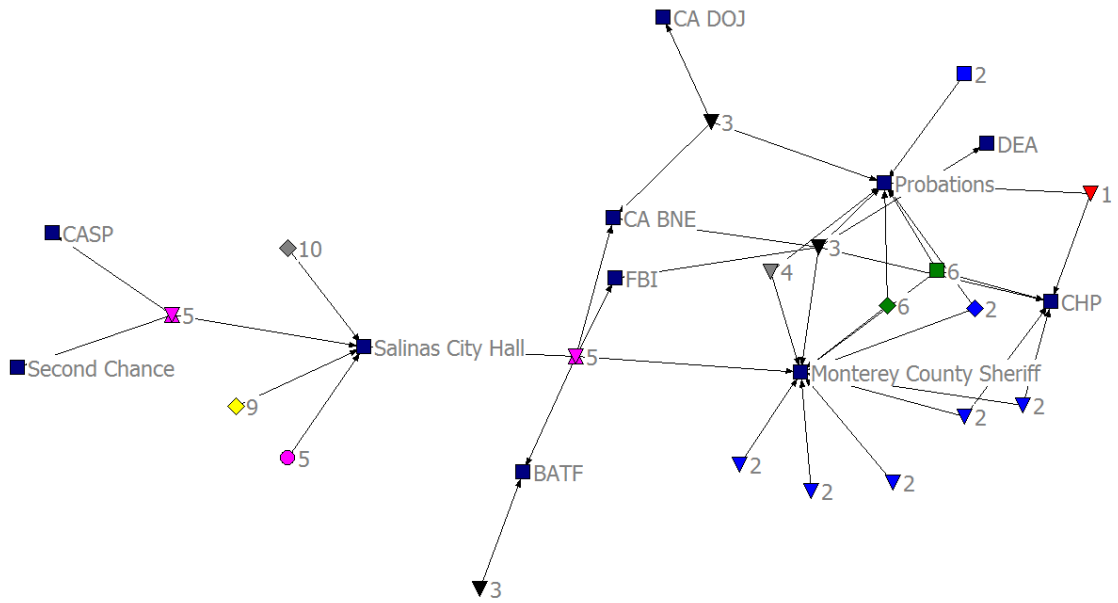 CA DOJ
2
3
DEA
Probations
1
CA BNE
CASP
10
3
4
6
FBI
6
2
CHP
5
Salinas City Hall
5
Second Chance
Monterey County Sheriff
9
2
2
5
2
BATF
2
2
3